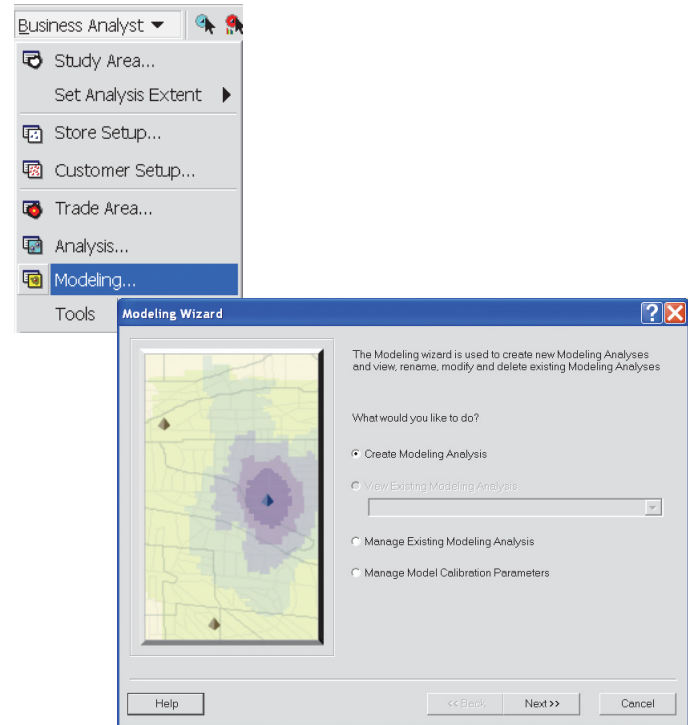 Business Analyst
Study Area...
Set Analysis Extent
Store Setup...
Customer Setup...
Trade Area...
Analysis...
Modeling...
Tools
Modeling Wizard
The Modeling wizard is used to create new Modeling Analyses
and view, rename, modify and delete existing Modeling Analyses
What would you like to do?
Create Modeling Analysis
View Existing Modeling Analysis
Manage Existing Modeling Analysis
Manage Model Calibration Parameters
Help
<< Back
Next >>
Cancel